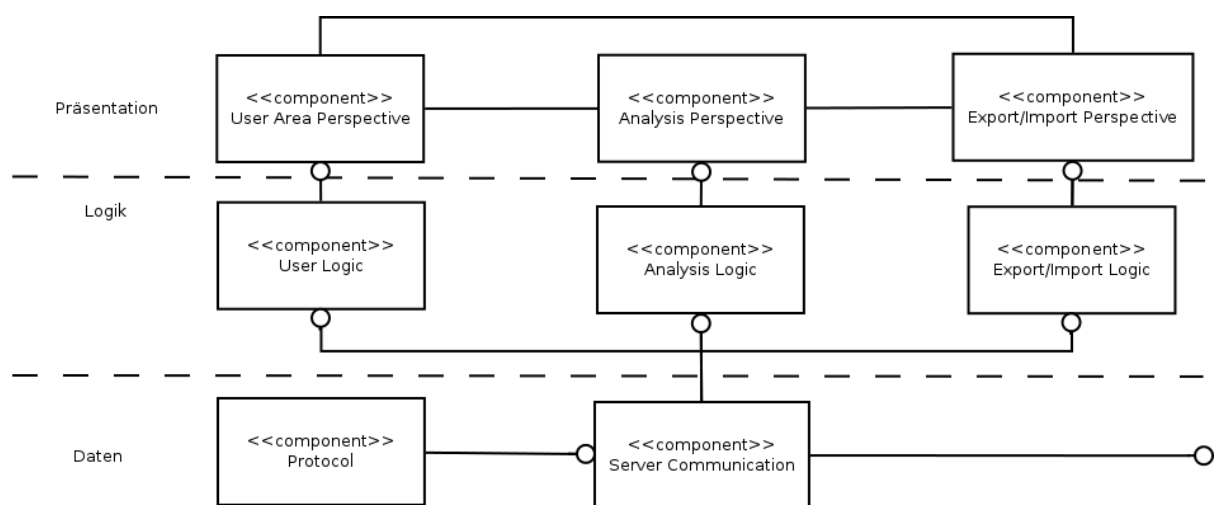 Präsentation
<<component>>
User Area Perspective
<<component>>
Analysis Perspective
<<component>>
Export/Import Perspective
Logik
<<component>>
User Logic
<<component>>
Analysis Logic
<<component>>
Export/Import Logic
Daten
<<component>>
Protocol
<<component>>
Server Communication